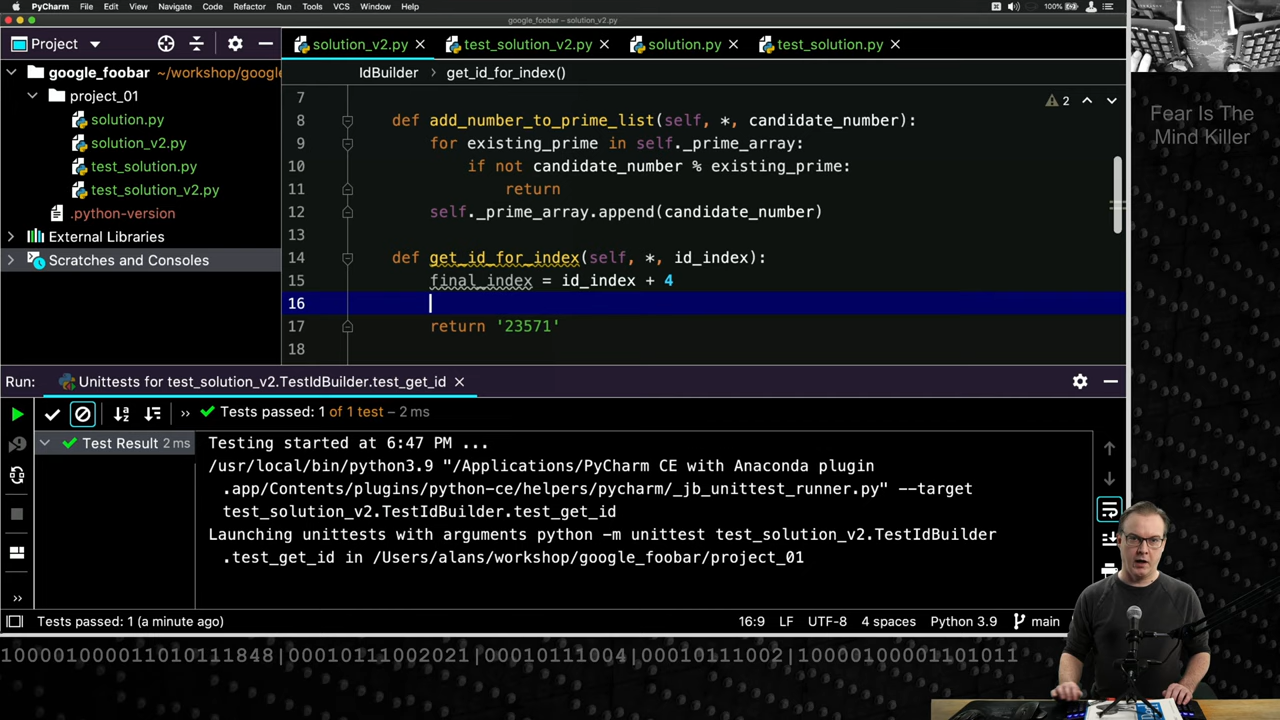 PyCharm File Edit View Navigate Code Refactor Run Tools VCS Window Help 100%
google_foobar – solution_v2.py
Project
solution_v2.py
test_solution_v2.py
solution.py
test_solution.py
google_foobar ~/workshop/google
project_01
solution.py
solution_v2.py
test_solution.py
test_solution_v2.py
.python-version
External Libraries
Scratches and Consoles
IdBuilder get_id_for_index()
2
7
8 def add_number_to_prime_list(self, *, candidate_number):
9 for existing_prime in self._prime_array:
10 if not candidate_number % existing_prime:
11 return
12 self._prime_array.append(candidate_number)
13
14 def get_id_for_index(self, *, id_index):
15 final_index = id_index + 4
16
17 return '23571'
18
Fear Is The
Mind Killer
Run: Unittests for test_solution_v2.TestIdBuilder.test_get_id
Tests passed: 1 of 1 test – 2 ms
Test Result 2 ms
Testing started at 6:47 PM ...
/usr/local/bin/python3.9 "/Applications/PyCharm CE with Anaconda plugin
.app/Contents/plugins/python-ce/helpers/pycharm/_jb_unittest_runner.py" --target
test_solution_v2.TestIdBuilder.test_get_id
Launching unittests with arguments python -m unittest test_solution_v2.TestIdBuilder
.test_get_id in /Users/alans/workshop/google_foobar/project_01
Tests passed: 1 (a minute ago)
16:9 LF UTF-8 4 spaces Python 3.9 main
10000100001101011​1848|000101110​02021|00010111004|00010111002|10000100001101011